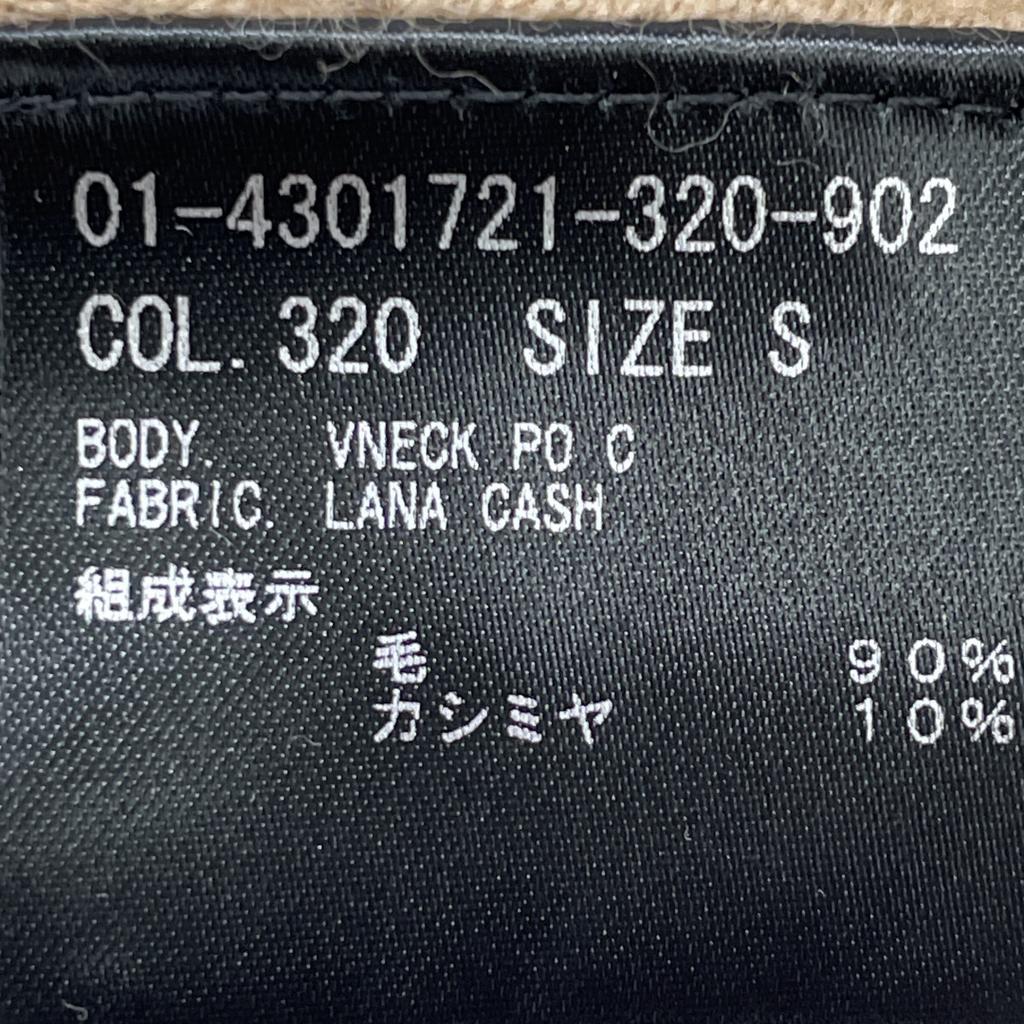 01-4301721-320-902
COL. 320 SIZE S
BODY. VNECK PO C
FABRIC. LANA CASH
組成表示
毛 90%
カシミヤ 10%